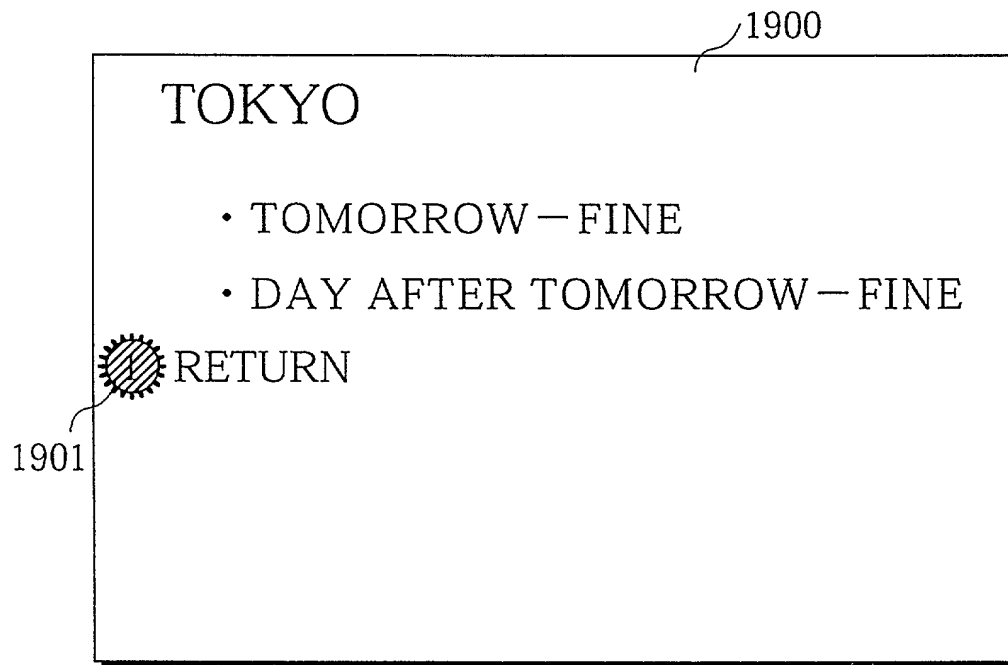 1900
TOKYO
・TOMORROW—FINE
・DAY AFTER TOMORROW—FINE
1 RETURN
1901